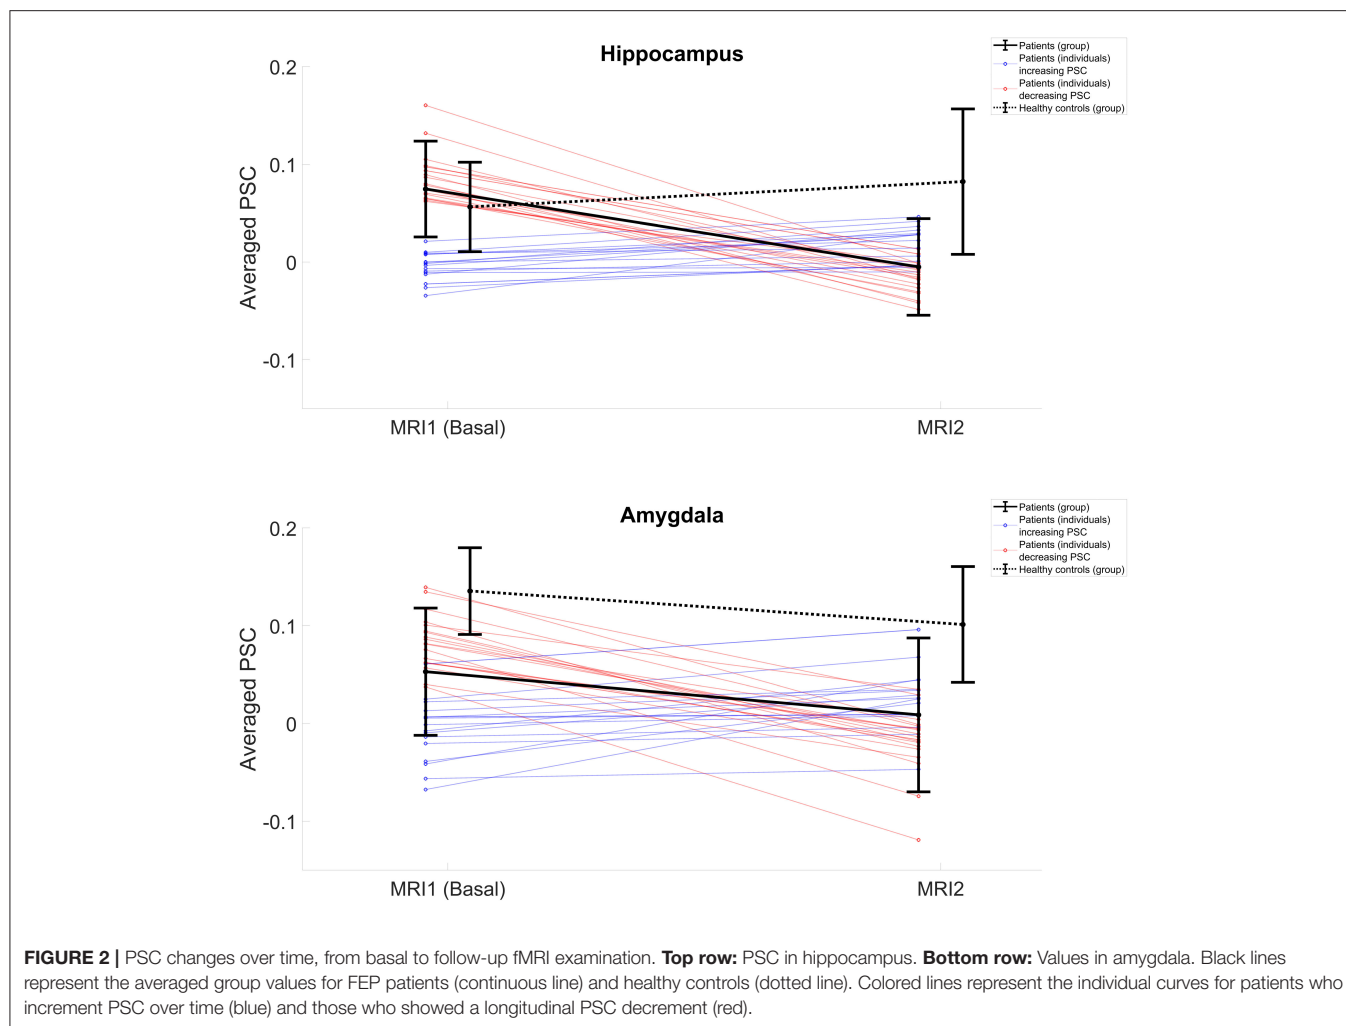 Hippocampus
Patients (group)
Patients (individuals)
increasing PSC
Patients (individuals)
decreasing PSC
Healthy controls (group)
0.2
0.1
0
-0.1
Averaged PSC
MRI1 (Basal)
MRI2
Amygdala
Patients (group)
Patients (individuals)
increasing PSC
Patients (individuals)
decreasing PSC
Healthy controls (group)
0.2
0.1
0
-0.1
Averaged PSC
MRI1 (Basal)
MRI2
FIGURE 2 | PSC changes over time, from basal to follow-up fMRI examination. Top row: PSC in hippocampus. Bottom row: Values in amygdala. Black lines
represent the averaged group values for FEP patients (continuous line) and healthy controls (dotted line). Colored lines represent the individual curves for patients who
increment PSC over time (blue) and those who showed a longitudinal PSC decrement (red).